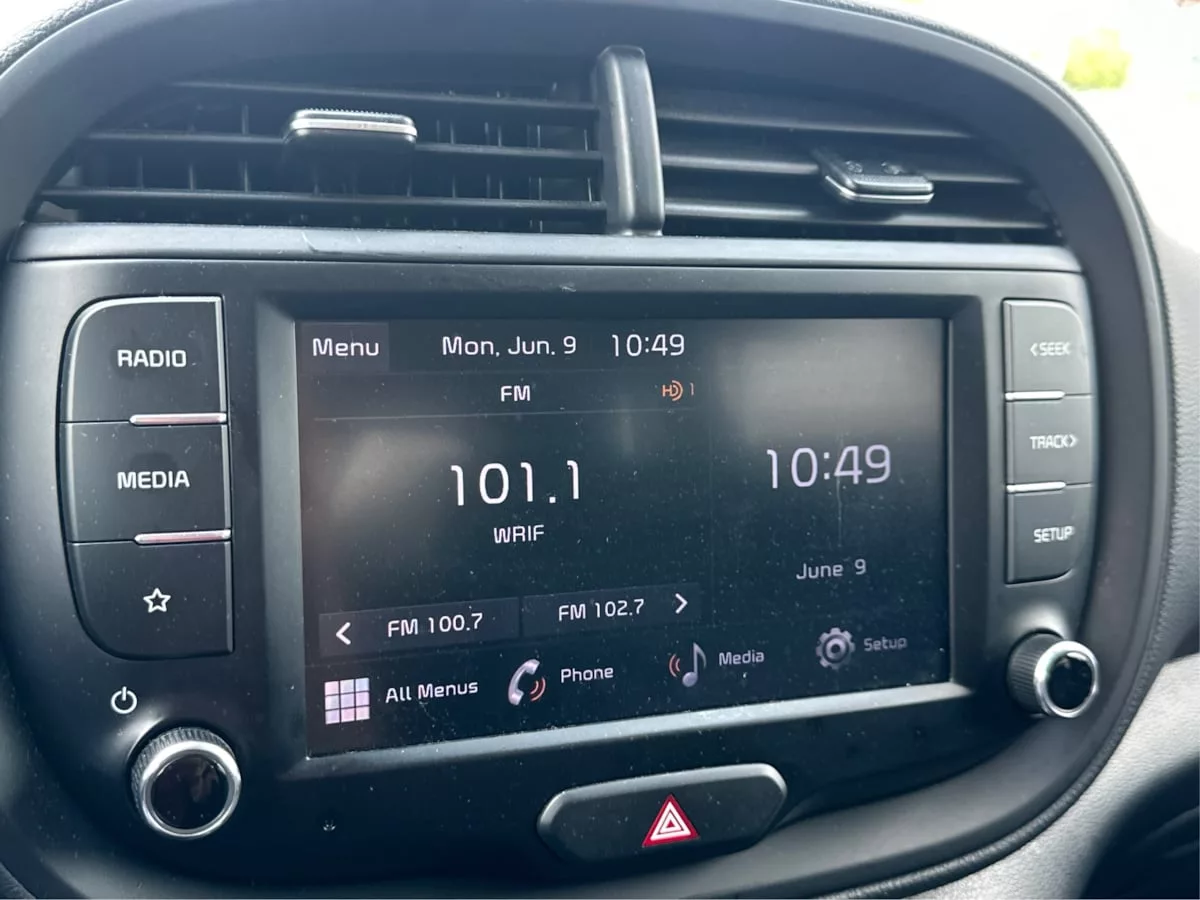 RADIO
MEDIA
Menu Mon, Jun. 9 10:49
FM HD 1
101.1
WRIF
FM 100.7 FM 102.7
10:49
June 9
All Menus Phone Media Setup
<SEEK
TRACK>
SETUP